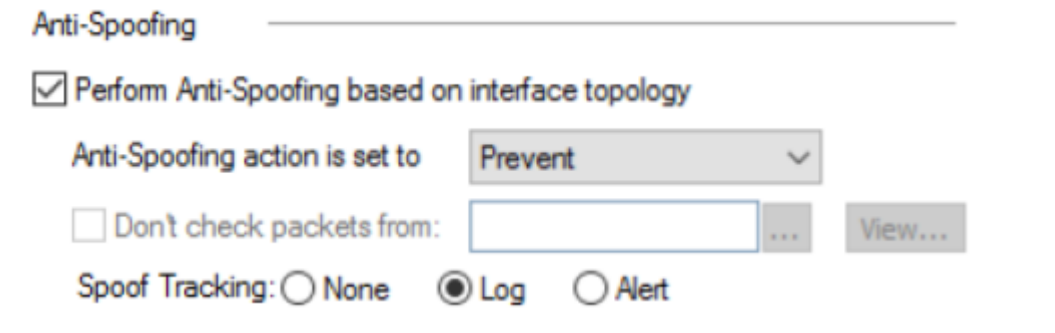 Anti-Spoofing
Perform Anti-Spoofing based on interface topology
Anti-Spoofing action is set to Prevent
Don't check packets from: ... View...
Spoof Tracking: None Log Alert